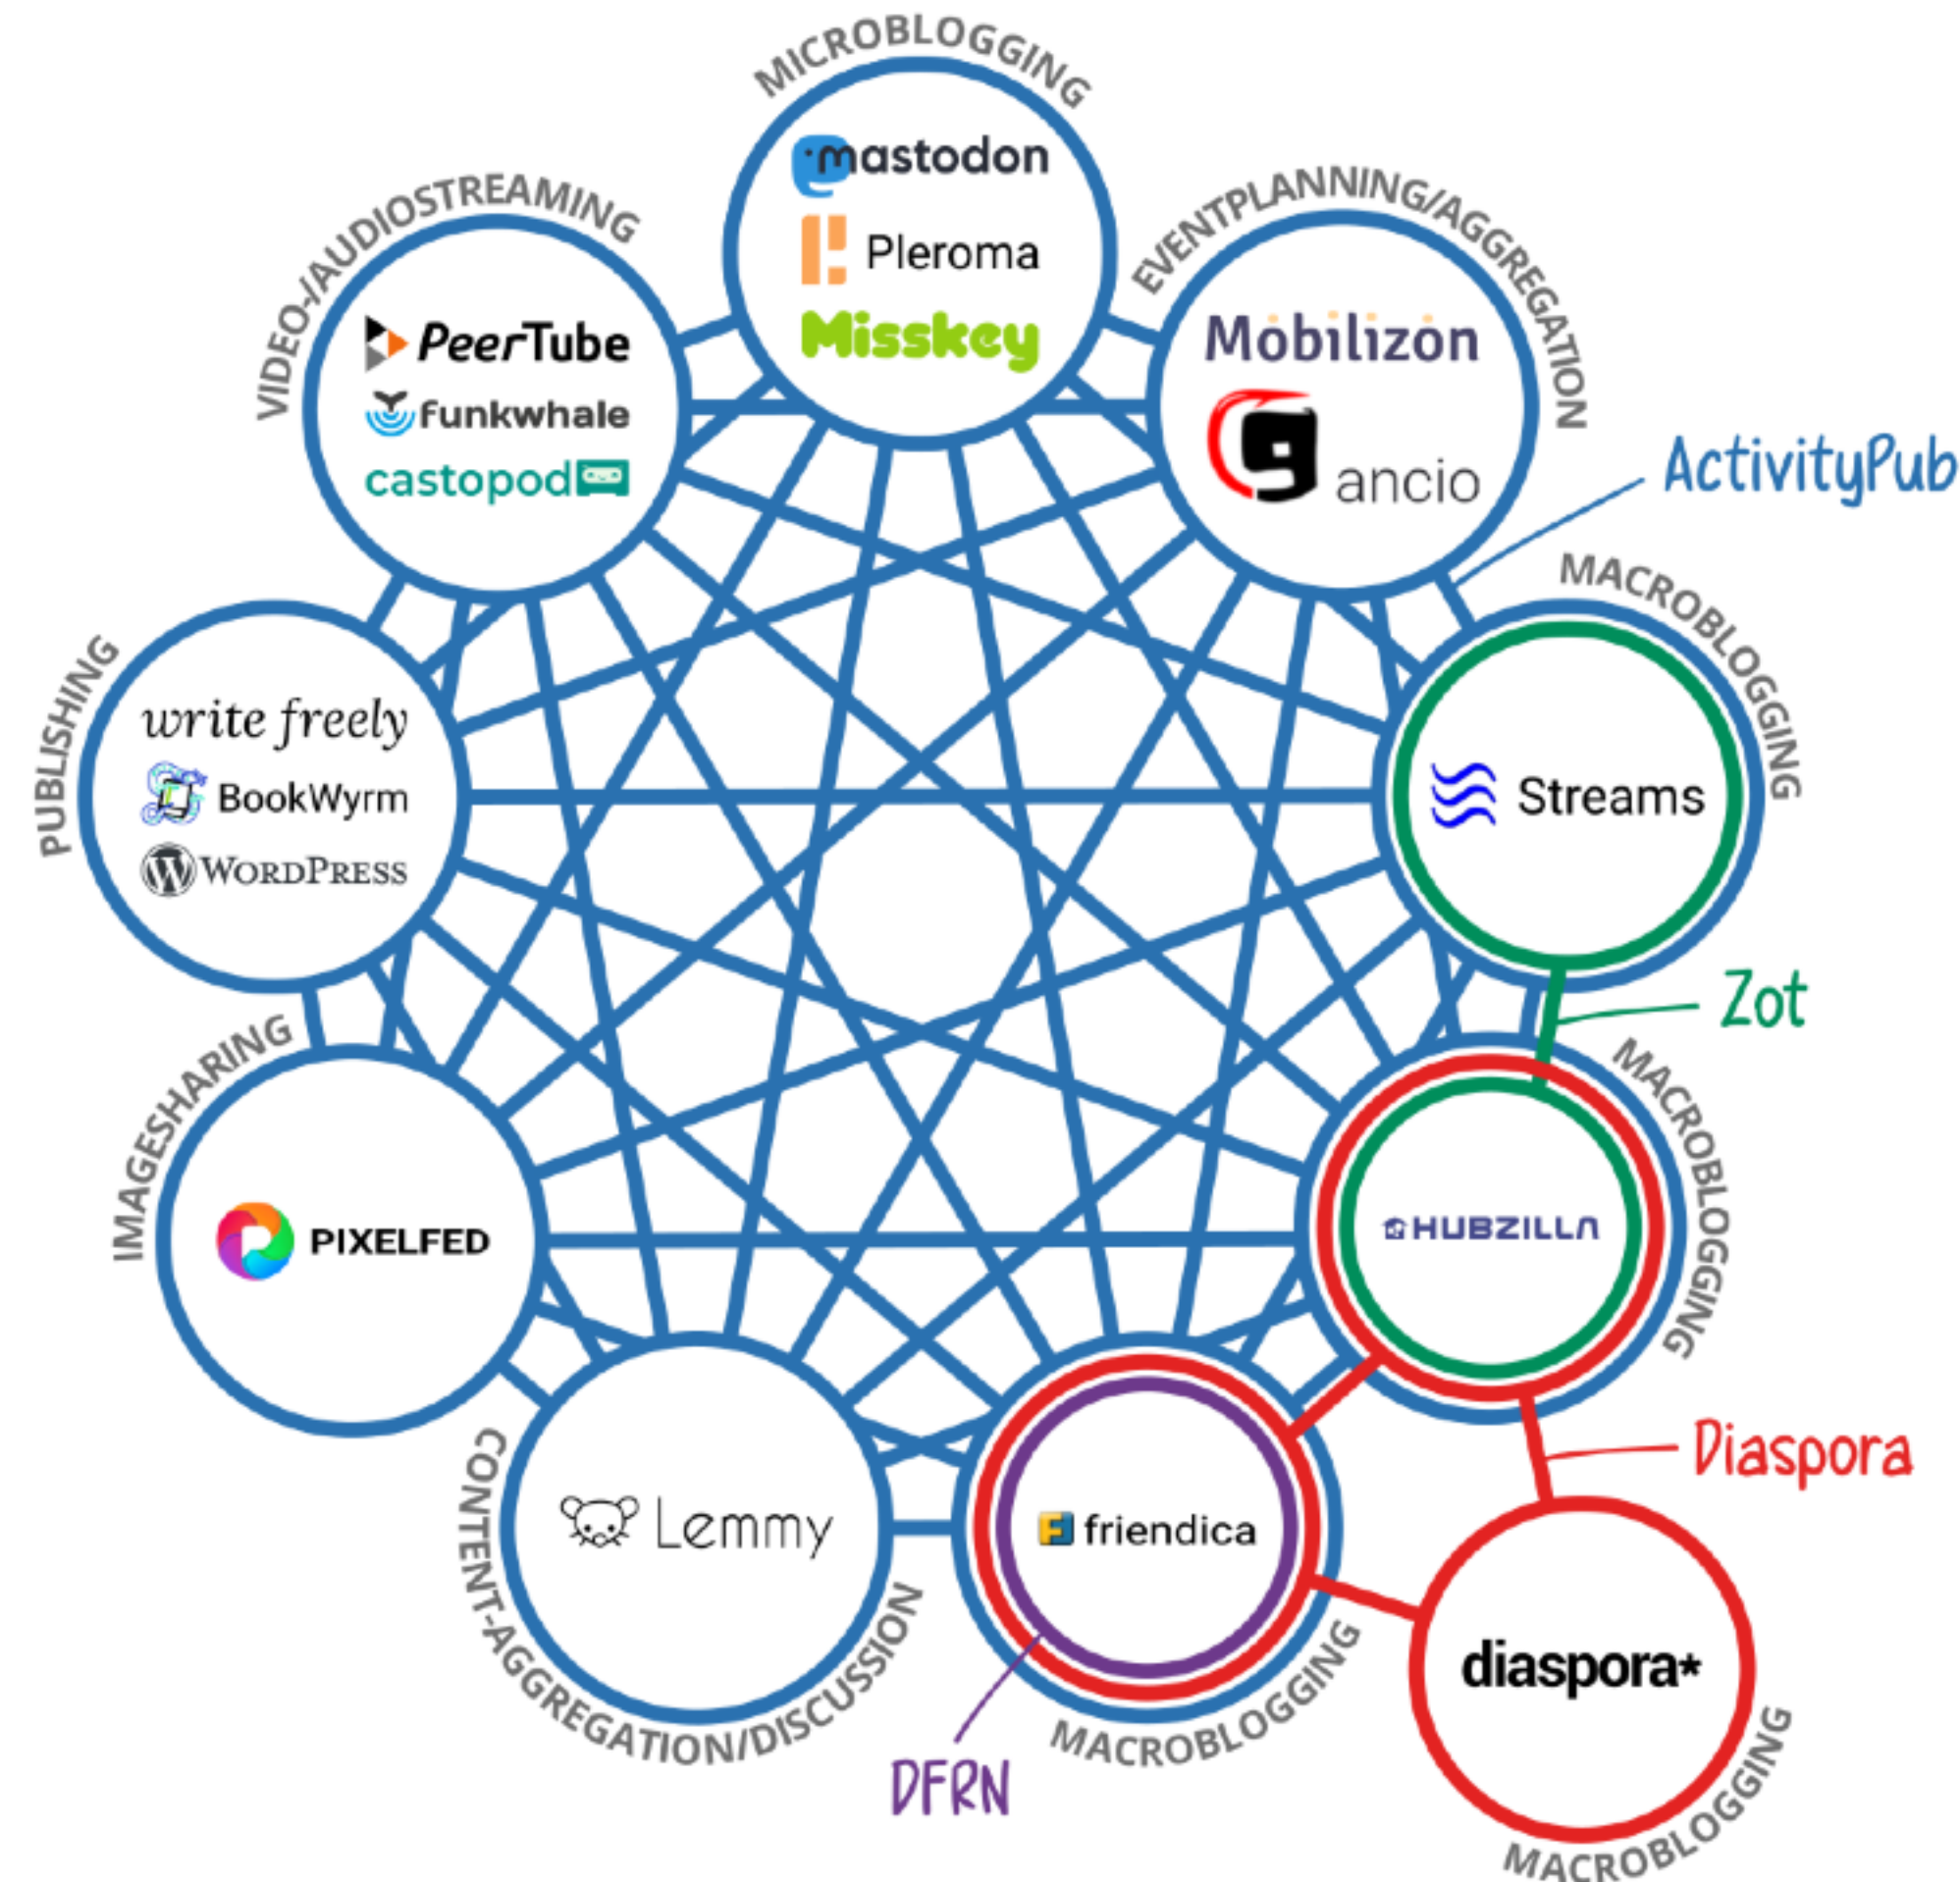 MICROBLOGGING
mastodon
Pleroma
Misskey
EVENTPLANNING/AGGREGATION
Mobilizon
gancio
VIDEO-/AUDIOSTREAMING
PeerTube
funkwhale
castopod
ActivityPub
MACROBLOGGING
Streams
PUBLISHING
write freely
BookWyrm
WORDPRESS
Zot
MACROBLOGGING
HUBZILLA
IMAGESHARING
PIXELFED
Diaspora
CONTENT-AGGREGATION/DISCUSSION
Lemmy
friendica
MACROBLOGGING
DFRN
diaspora*
MACROBLOGGING